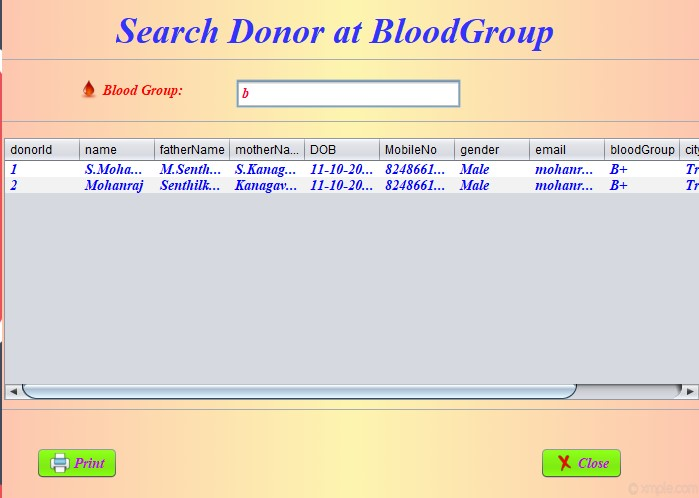 Search Donor at BloodGroup
Blood Group:
b
donorId name fatherName motherNa... DOB MobileNo gender email bloodGroup city
1 S.Moha... M.Senth... S.Kanag... 11-10-20... 8248661... Male mohanr... B+ Tr
2 Mohanraj Senthilk... Kanagav... 11-10-20... 8248661... Male mohanr... B+ Tr
Print Close